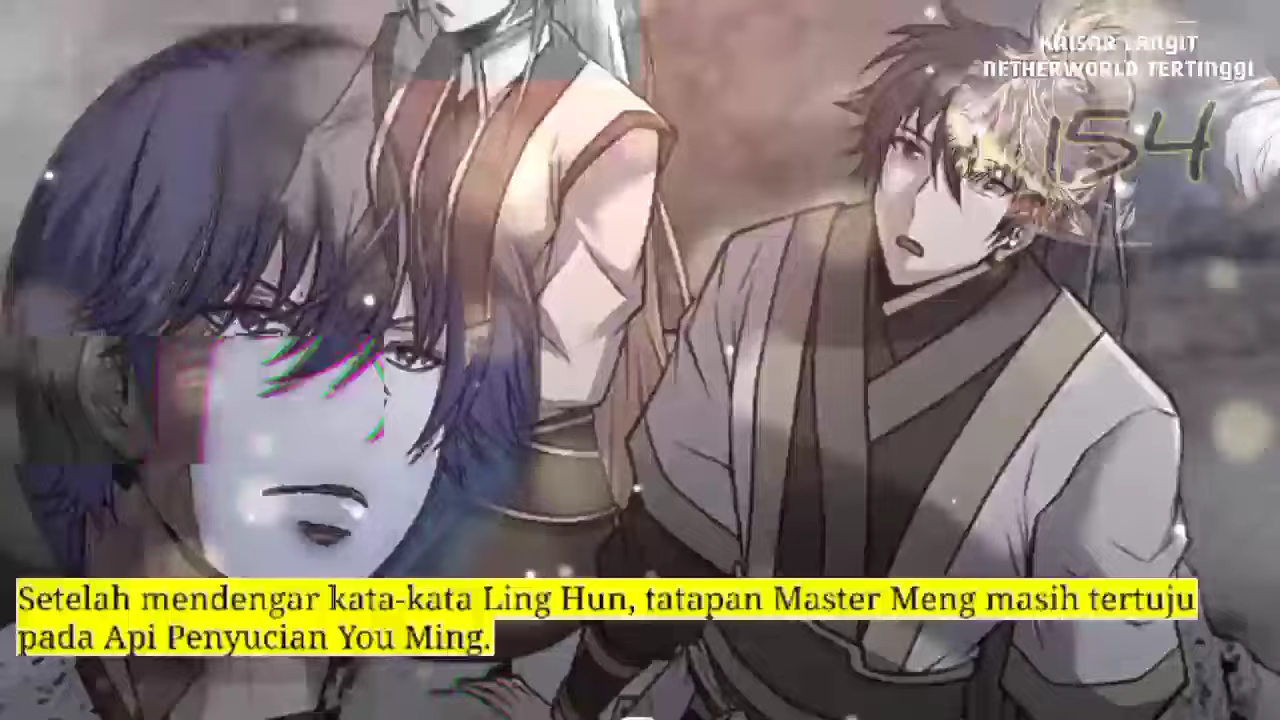 KAISAR LANGIT
NETHERWORLD TERTINGGI
154
Setelah mendengar kata-kata Ling Hun, tatapan Master Meng masih tertuju
pada Api Penyucian You Ming.